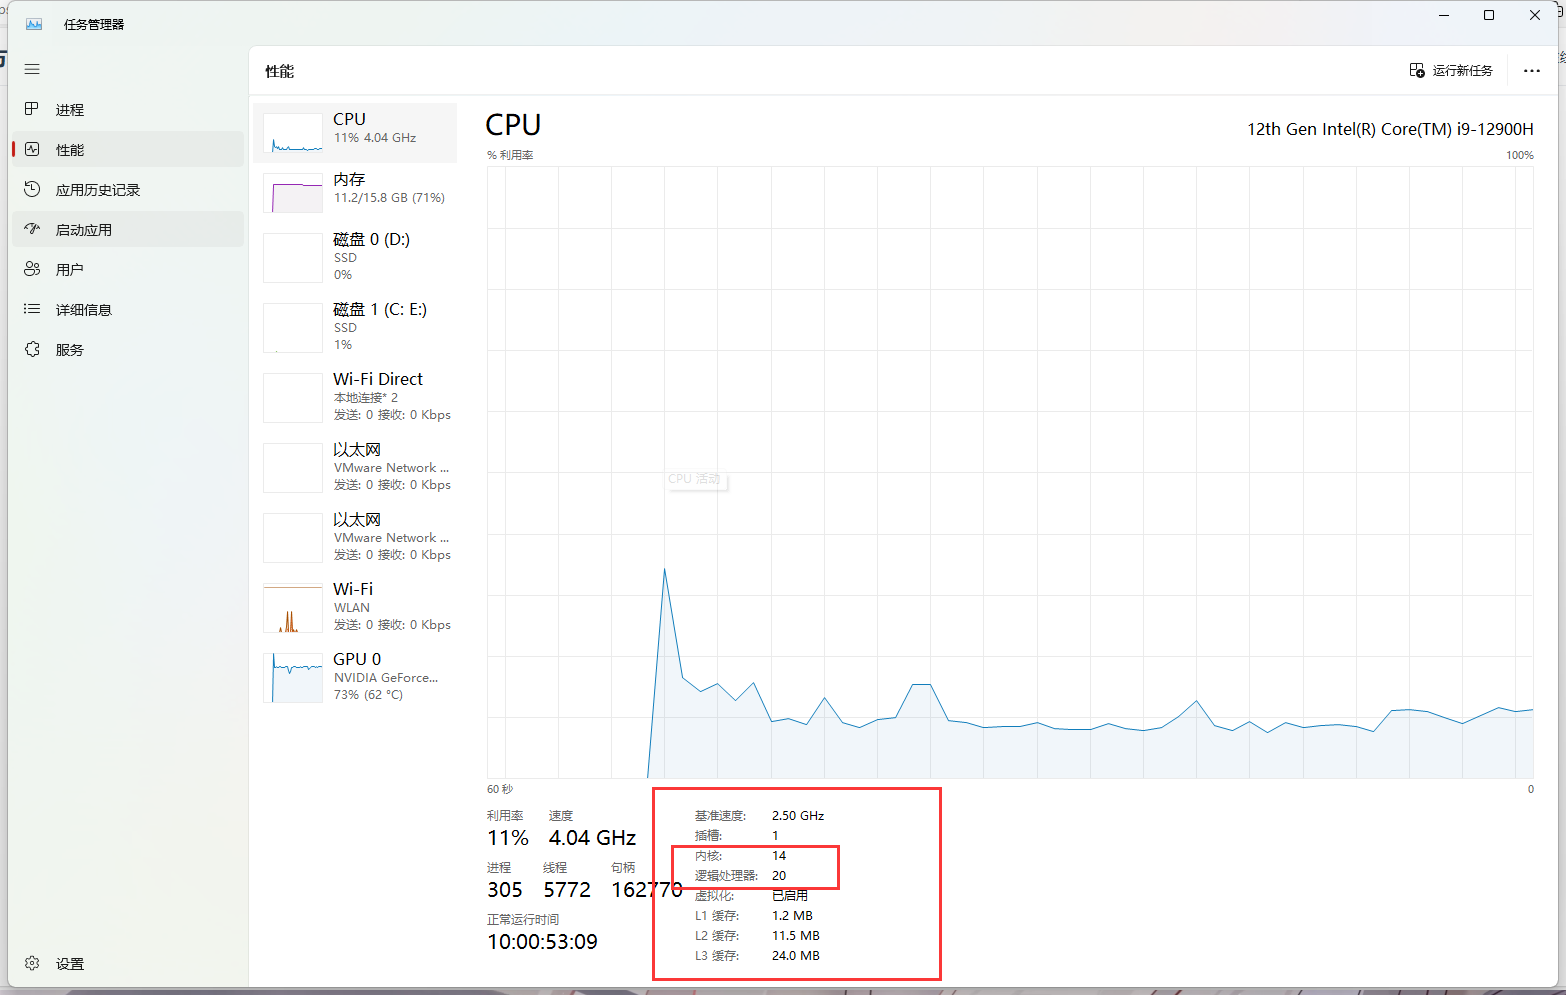 任务管理器
性能
运行新任务
进程
性能
应用历史记录
启动应用
用户
详细信息
服务
设置
CPU
11% 4.04 GHz
内存
11.2/15.8 GB (71%)
磁盘 0 (D:)
SSD
0%
磁盘 1 (C: E:)
SSD
1%
Wi-Fi Direct
本地连接* 2
发送: 0 接收: 0 Kbps
以太网
VMware Network ...
发送: 0 接收: 0 Kbps
以太网
VMware Network ...
发送: 0 接收: 0 Kbps
Wi-Fi
WLAN
发送: 0 接收: 0 Kbps
GPU 0
NVIDIA GeForce...
73% (62 °C)
CPU
12th Gen Intel(R) Core(TM) i9-12900H
% 利用率
100%
CPU 活动
60 秒
0
利用率 速度
11% 4.04 GHz
进程 线程 句柄
305 5772 162770
正常运行时间
10:00:53:09
基准速度: 2.50 GHz
插槽: 1
内核: 14
逻辑处理器: 20
虚拟化: 已启用
L1 缓存: 1.2 MB
L2 缓存: 11.5 MB
L3 缓存: 24.0 MB